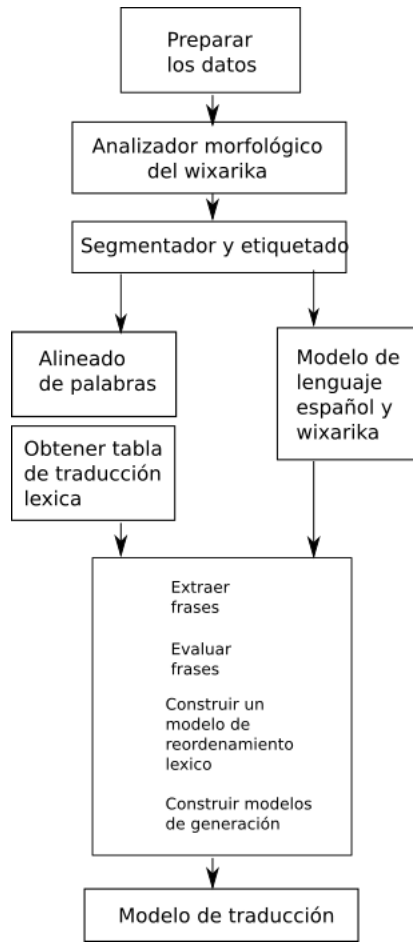 Preparar
los datos
Analizador morfológico
del wixarika
Segmentador y etiquetado
Alineado
de palabras
Obtener tabla
de traducción
lexica
Modelo de
lenguaje
español y
wixarika
Extraer
frases
Evaluar
frases
Construir un
modelo de
reordenamiento
lexico
Construir modelos
de generación
Modelo de traducción